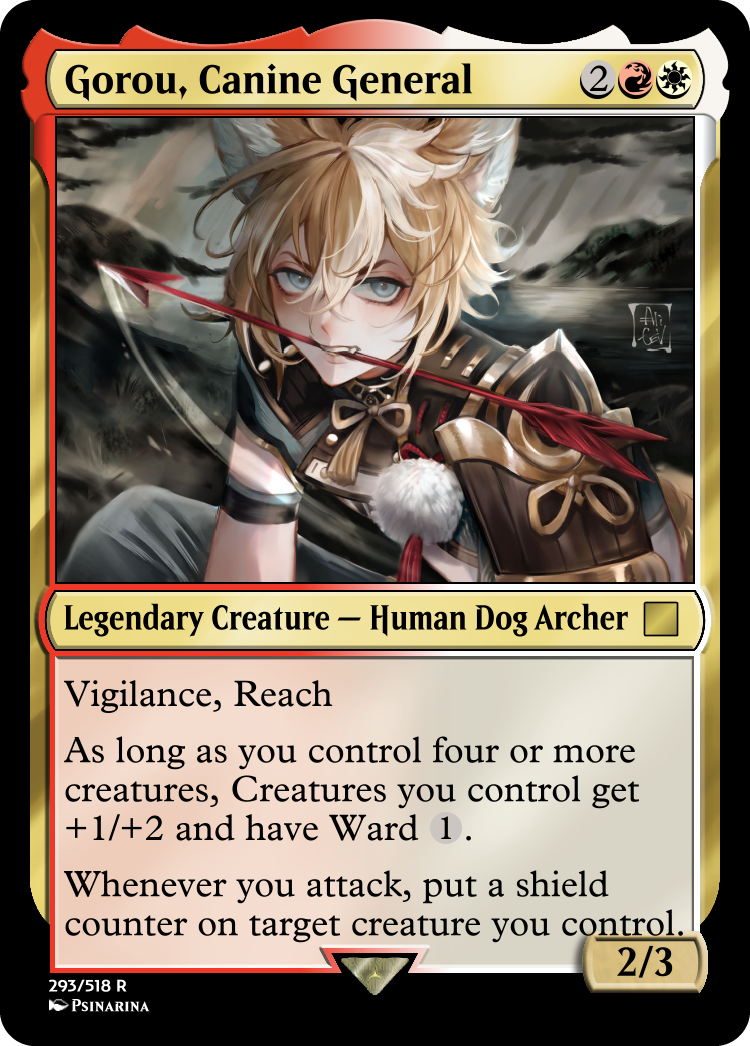 Gorou, Canine General 2
Ali
Legendary Creature — Human Dog Archer
Vigilance, Reach
As long as you control four or more
creatures, Creatures you control get
+1/+2 and have Ward 1.
Whenever you attack, put a shield
counter on target creature you control.
2/3
293/518 R
Psinarina